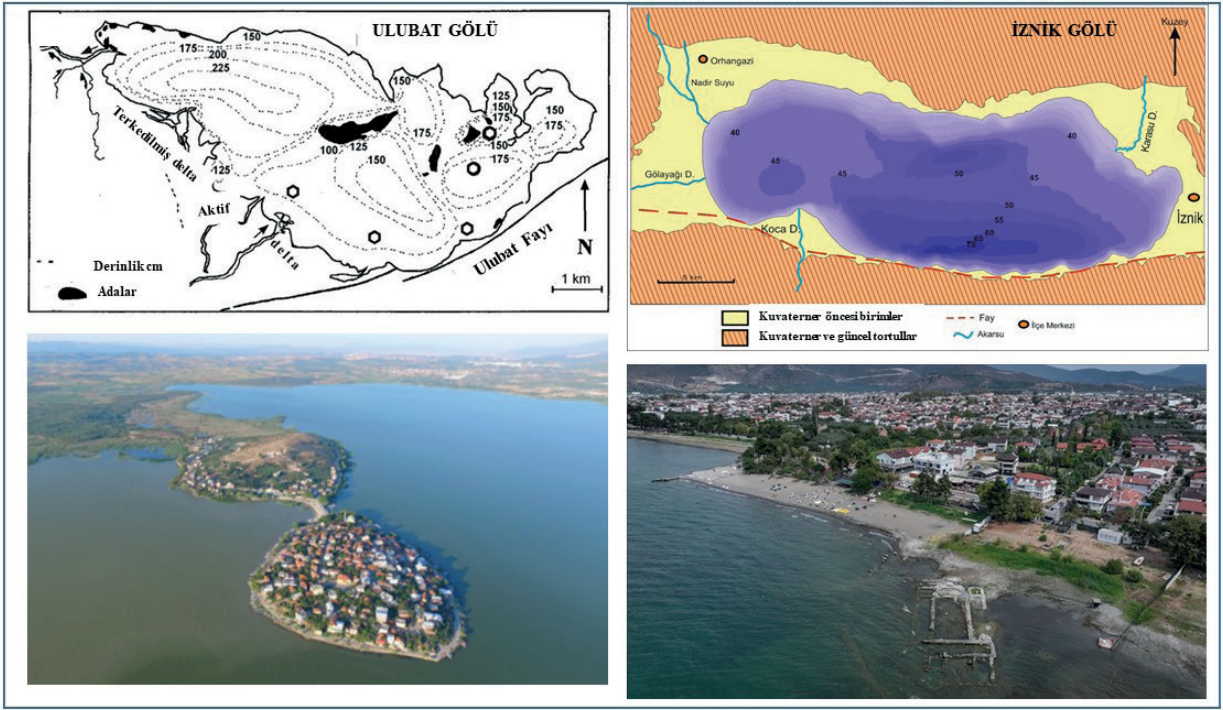 ULUBAT GÖLÜ
150
175
200
225
150
125
150
175
150
175
175
100
125
150
150
175
125
Terkedilmiş delta
Aktif
delta
Ulubat Fayı
N
Derinlik cm
Adalar
1 km
İZNİK GÖLÜ
Kuzey
Orhangazi
Nadir Suyu
Karasu D.
40
40
45
45
50
45
Gölayağı D.
İznik
50
55
60
65
70
Koca D.
5 km
Kuvaterner öncesi birimler
Fay
İlçe Merkezi
Kuvaterner ve güncel tortullar
Akarsu